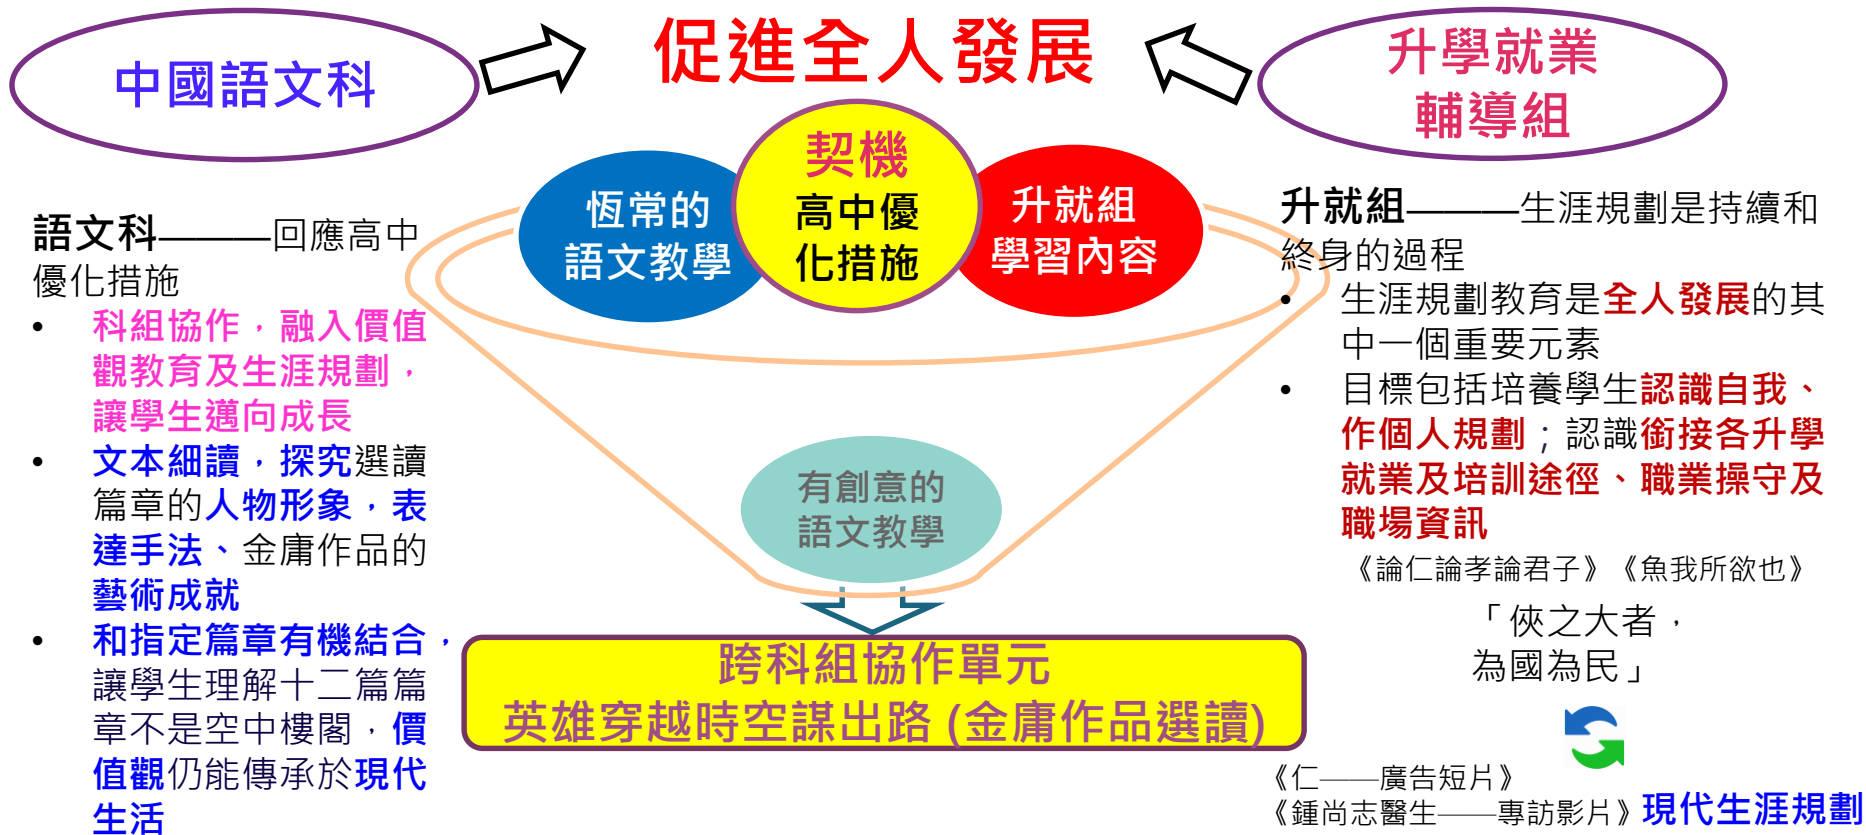 促進全人發展
中國語文科
升學就業
輔導組
契機
高中優
化措施
恆常的
語文教學
升就組
學習內容
語文科———回應高中
優化措施
• 科組協作，融入價值
觀教育及生涯規劃，
讓學生邁向成長
• 文本細讀，探究選讀
篇章的人物形象，表
達手法、金庸作品的
藝術成就
• 和指定篇章有機結合，
讓學生理解十二篇篇
章不是空中樓閣，價
值觀仍能傳承於現代
生活
有創意的
語文教學
跨科組協作單元
英雄穿越時空謀出路 (金庸作品選讀)
升就組———生涯規劃是持續和
終身的過程
• 生涯規劃教育是全人發展的其
中一個重要元素
• 目標包括培養學生認識自我、
作個人規劃；認識銜接各升學
就業及培訓途徑、職業操守及
職場資訊
《論仁論孝論君子》《魚我所欲也》
「俠之大者，
為國為民」
《仁——廣告短片》
《鍾尚志醫生——專訪影片》現代生涯規劃